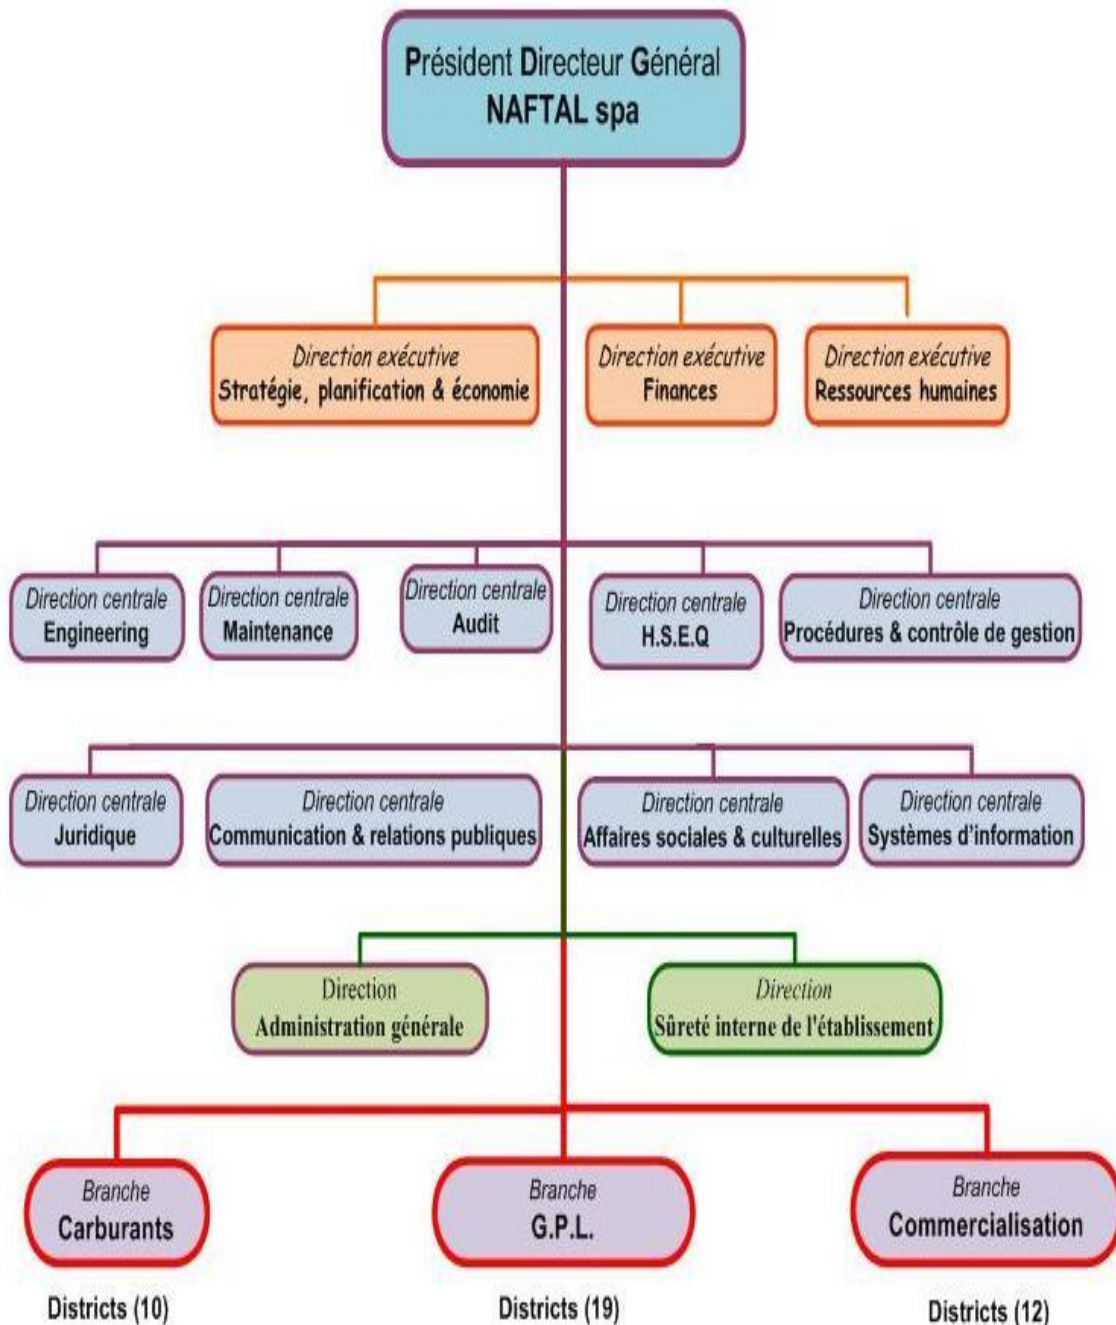 Président Directeur Général
NAFTAL spa
Direction exécutive
Stratégie, planification & économie
Direction exécutive
Finances
Direction exécutive
Ressources humaines
Direction centrale
Engineering
Direction centrale
Maintenance
Direction centrale
Audit
Direction centrale
H.S.E.Q
Direction centrale
Procédures & contrôle de gestion
Direction centrale
Juridique
Direction centrale
Communication & relations publiques
Direction centrale
Affaires sociales & culturelles
Direction centrale
Systèmes d'information
Direction
Administration générale
Direction
Sûreté interne de l'établissement
Branche
Carburants
Branche
G.P.L.
Branche
Commercialisation
Districts (10)
Districts (19)
Districts (12)